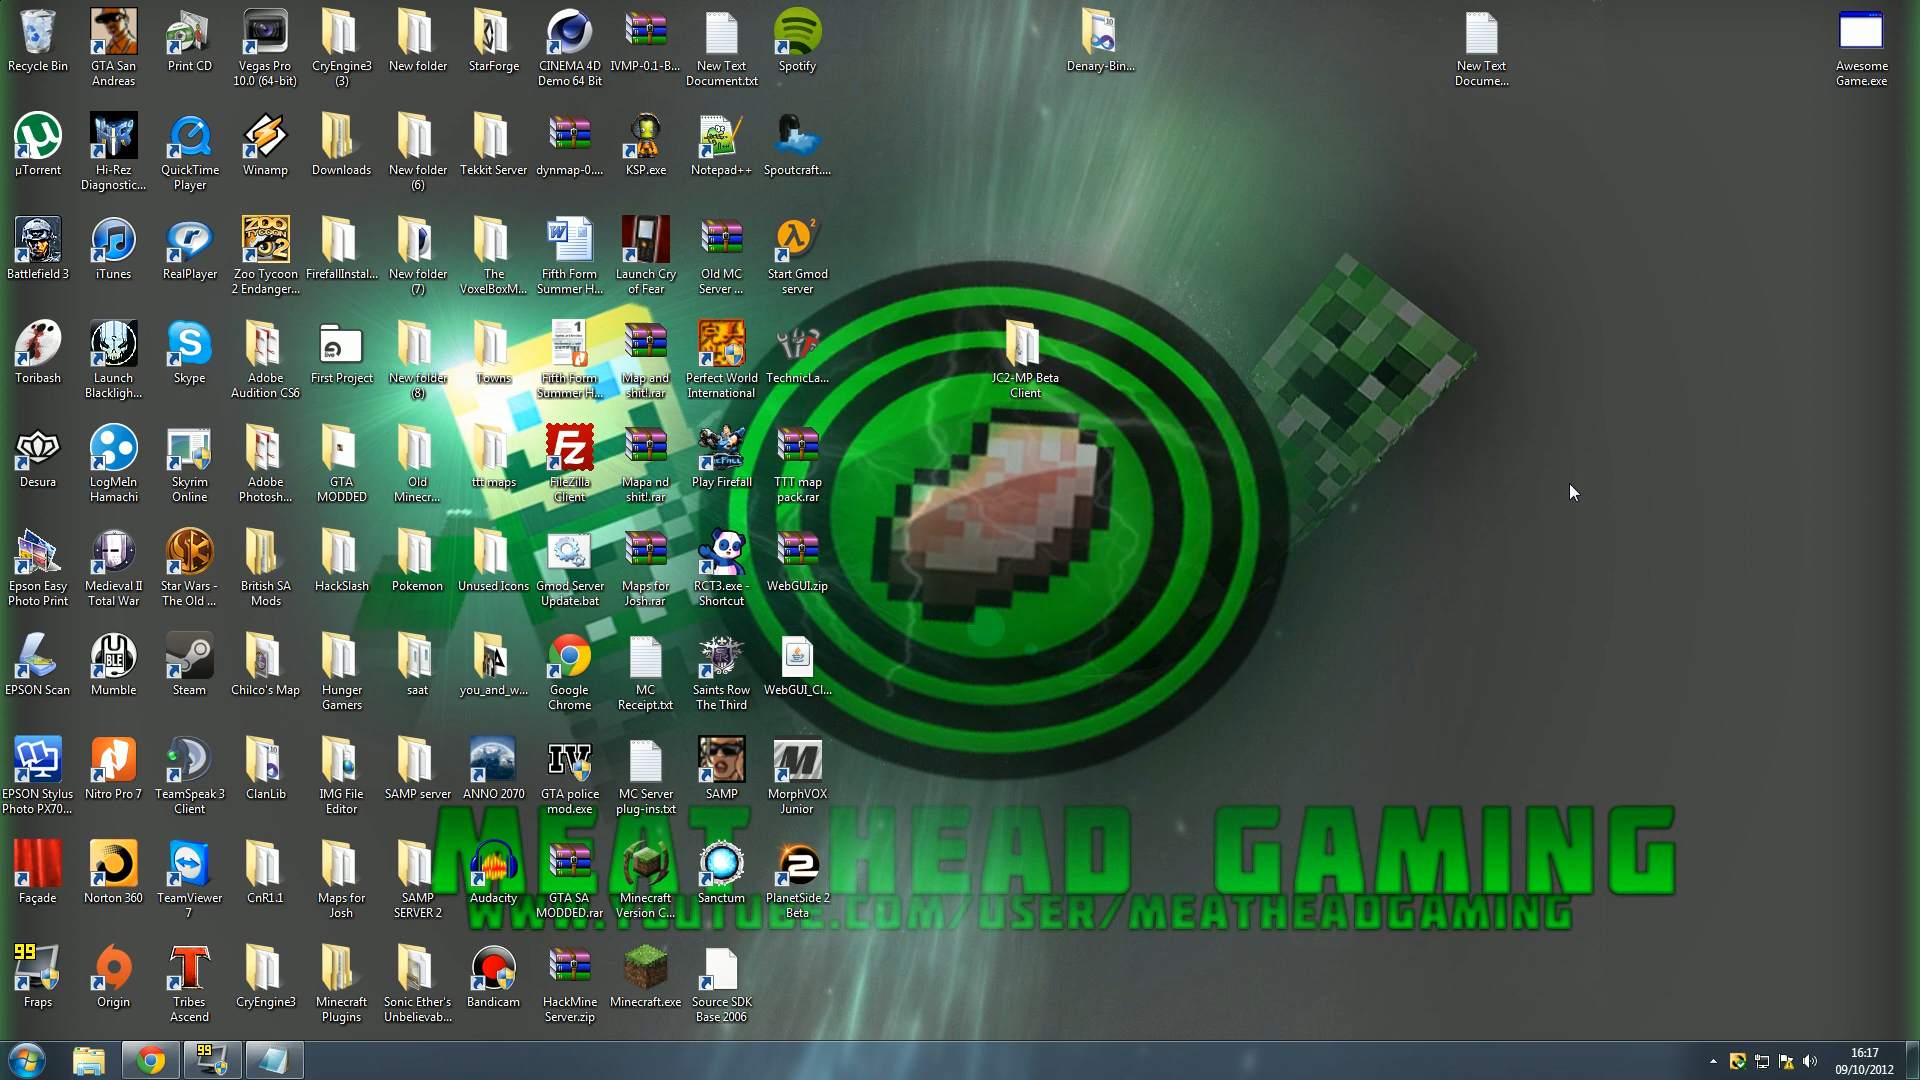 Recycle Bin
GTA San
Andreas
Print CD
Vegas Pro
10.0 (64-bit)
CryEngine3
(3)
New folder
StarForge
CINEMA 4D
Demo 64 Bit
IVMP-0.1-B...
New Text
Document.txt
Spotify
Denary-Bin...
New Text
Docume...
Awesome
Game.exe
µTorrent
Hi-Rez
Diagnostic...
QuickTime
Player
Winamp
Downloads
New folder
(6)
Tekkit Server
dynmap-0....
KSP.exe
Notepad++
Spoutcraft....
Battlefield 3
iTunes
RealPlayer
ZOO
TYCOON
2
Zoo Tycoon
2 Endanger...
FirefallInstal...
New folder
(7)
The
VoxelBoxM...
Fifth Form
Summer H...
Launch Cry
of Fear
Old MC
Server ...
Start Gmod
server
Toribash
Launch
Blackligh...
Skype
Adobe
Audition CS6
live
First Project
New folder
(8)
Towns
1
Fifth Form
Summer H...
Map and
shit!.rar
Perfect World
International
TechnicLa...
JC2-MP Beta
Client
Desura
LogMeIn
Hamachi
Skyrim
Online
Adobe
Photosh...
GTA
MODDED
Old
Minecr...
ttt maps
FZ
FileZilla
Client
Mapa nd
shit!.rar
Play Firefall
TTT map
pack.rar
Epson Easy
Photo Print
Medieval II
Total War
Star Wars -
The Old ...
British SA
Mods
HackSlash
Pokemon
Unused Icons
Gmod Server
Update.bat
Maps for
Josh.rar
RCT3.exe -
Shortcut
WebGUI.zip
EPSON Scan
BLE
Mumble
Steam
Chilco's Map
Hunger
Gamers
saat
you_and_w...
Google
Chrome
MC
Receipt.txt
Saints Row
The Third
WebGUI_Cl...
EPSON Stylus
Photo PX70...
Nitro Pro 7
TeamSpeak 3
Client
ClanLib
IMG File
Editor
SAMP server
ANNO 2070
IV
GTA police
mod.exe
MC Server
plug-ins.txt
SAMP
M
MorphVOX
Junior
MEAT HEAD GAMING
Façade
Norton 360
TeamViewer
7
CnR1.1
Maps for
Josh
SAMP
SERVER 2
Audacity
GTA SA
MODDED.rar
Minecraft
Version C...
Sanctum
2
PlanetSide 2
Beta
WWW.YOUTUBE.COM/USER/MEATHEADGAMING
99
Fraps
Origin
T
Tribes
Ascend
CryEngine3
Minecraft
Plugins
Sonic Ether's
Unbelievab...
Bandicam
HackMine
Server.zip
Minecraft.exe
Source SDK
Base 2006
99
16:17
09/10/2012